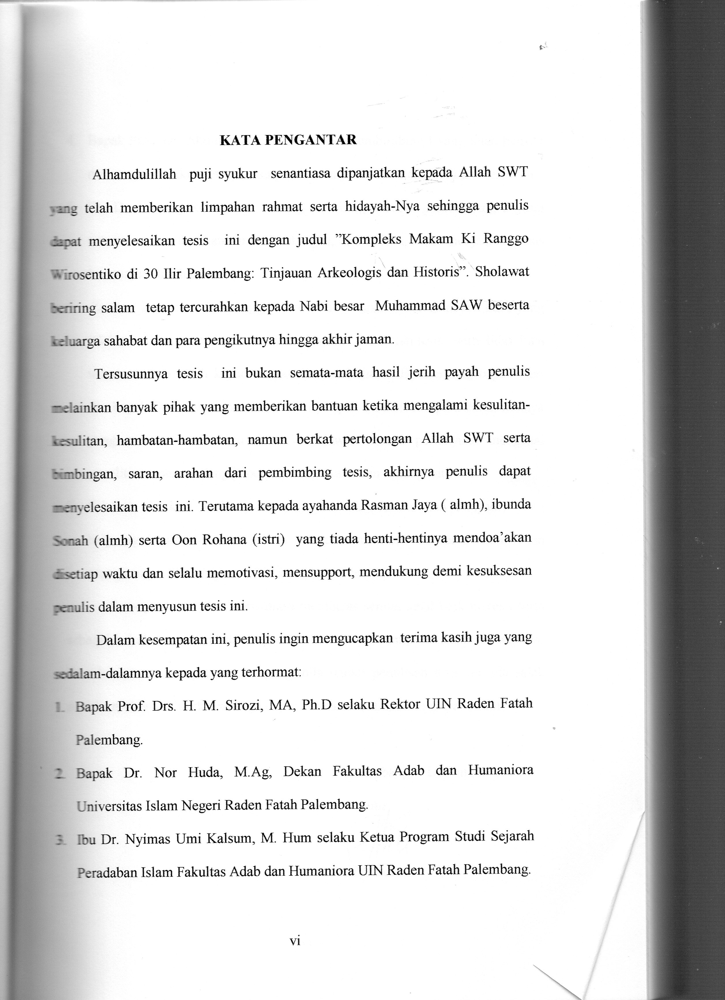 KATA PENGANTAR
Alhamdulillah puji syukur senantiasa dipanjatkan kepada Allah SWT
yang telah memberikan limpahan rahmat serta hidayah-Nya sehingga penulis
dapat menyelesaikan tesis ini dengan judul ”Kompleks Makam Ki Ranggo
Wirosentiko di 30 Ilir Palembang: Tinjauan Arkeologis dan Historis”. Sholawat
beriring salam tetap tercurahkan kepada Nabi besar Muhammad SAW beserta
keluarga sahabat dan para pengikutnya hingga akhir jaman.
Tersusunnya tesis ini bukan semata-mata hasil jerih payah penulis
melainkan banyak pihak yang memberikan bantuan ketika mengalami kesulitan-
kesulitan, hambatan-hambatan, namun berkat pertolongan Allah SWT serta
bimbingan, saran, arahan dari pembimbing tesis, akhirnya penulis dapat
menyelesaikan tesis ini. Terutama kepada ayahanda Rasman Jaya ( almh), ibunda
Sonah (almh) serta Oon Rohana (istri) yang tiada henti-hentinya mendoa’akan
disetiap waktu dan selalu memotivasi, mensupport, mendukung demi kesuksesan
penulis dalam menyusun tesis ini.
Dalam kesempatan ini, penulis ingin mengucapkan terima kasih juga yang
sedalam-dalamnya kepada yang terhormat:
1. Bapak Prof. Drs. H. M. Sirozi, MA, Ph.D selaku Rektor UIN Raden Fatah
Palembang.
2. Bapak Dr. Nor Huda, M.Ag, Dekan Fakultas Adab dan Humaniora
Universitas Islam Negeri Raden Fatah Palembang.
3. Ibu Dr. Nyimas Umi Kalsum, M. Hum selaku Ketua Program Studi Sejarah
Peradaban Islam Fakultas Adab dan Humaniora UIN Raden Fatah Palembang.
vi